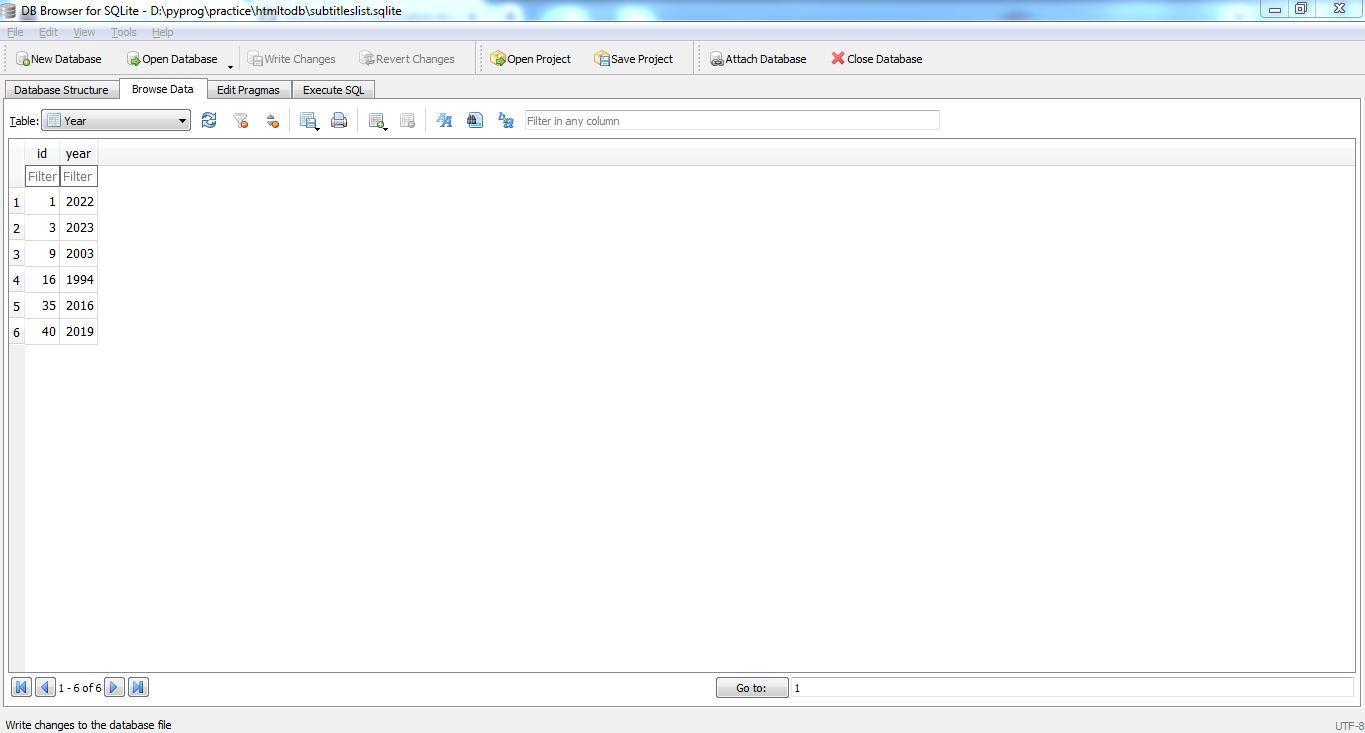 DB Browser for SQLite - D:\pyprog\practice\htmltodb\subtitleslist.sqlite
File Edit View Tools Help
New Database Open Database Write Changes Revert Changes Open Project Save Project Attach Database Close Database
Database Structure Browse Data Edit Pragmas Execute SQL
Table: Year Filter in any column
id year
Filter Filter
1 1 2022
2 3 2023
3 9 2003
4 16 1994
5 35 2016
6 40 2019
1 - 6 of 6 Go to: 1
Write changes to the database file UTF-8